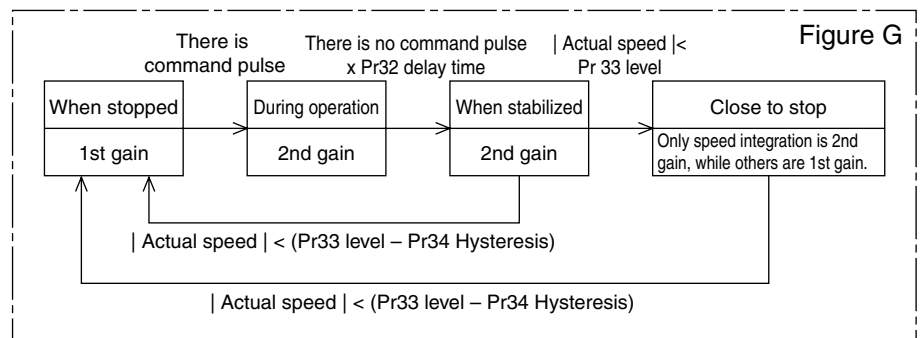 Figure G
There is
command pulse
There is no command pulse
x Pr32 delay time
| Actual speed |<
Pr 33 level
When stopped
1st gain
During operation
2nd gain
When stabilized
2nd gain
Close to stop
Only speed integration is 2nd
gain, while others are 1st gain.
| Actual speed | < (Pr33 level – Pr34 Hysteresis)
| Actual speed | < (Pr33 level – Pr34 Hysteresis)